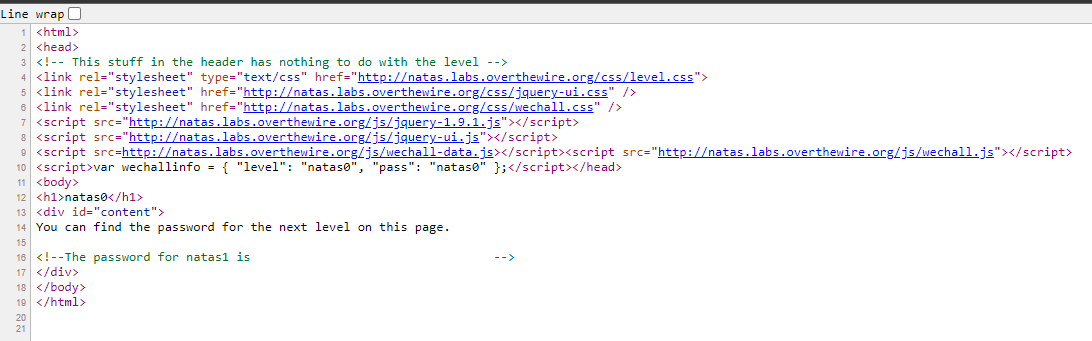 Line wrap
1 <html>
2 <head>
3 <!-- This stuff in the header has nothing to do with the level -->
4 <link rel="stylesheet" type="text/css" href="http://natas.labs.overthewire.org/css/level.css">
5 <link rel="stylesheet" href="http://natas.labs.overthewire.org/css/jquery-ui.css" />
6 <link rel="stylesheet" href="http://natas.labs.overthewire.org/css/wechall.css" />
7 <script src="http://natas.labs.overthewire.org/js/jquery-1.9.1.js"></script>
8 <script src="http://natas.labs.overthewire.org/js/jquery-ui.js"></script>
9 <script src=http://natas.labs.overthewire.org/js/wechall-data.js></script><script src="http://natas.labs.overthewire.org/js/wechall.js"></script>
10 <script>var wechallinfo = { "level": "natas0", "pass": "natas0" };</script></head>
11 <body>
12 <h1>natas0</h1>
13 <div id="content">
14 You can find the password for the next level on this page.
15
16 <!--The password for natas1 is -->
17 </div>
18 </body>
19 </html>
20
21